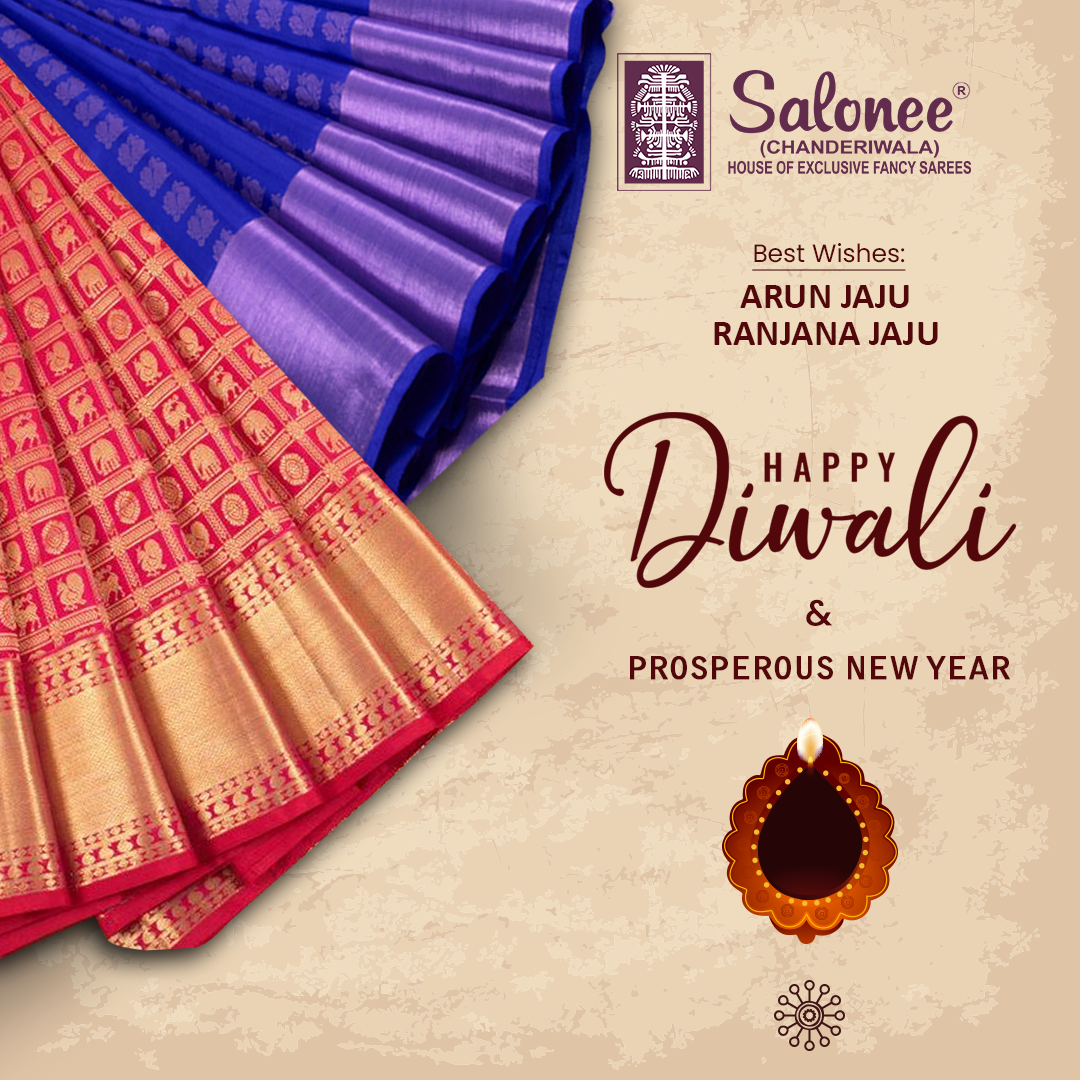 Salonee®
(CHANDERIWALA)
HOUSE OF EXCLUSIVE FANCY SAREES
Best Wishes:
ARUN JAJU
RANJANA JAJU
HAPPY
Diwali
&
PROSPEROUS NEW YEAR